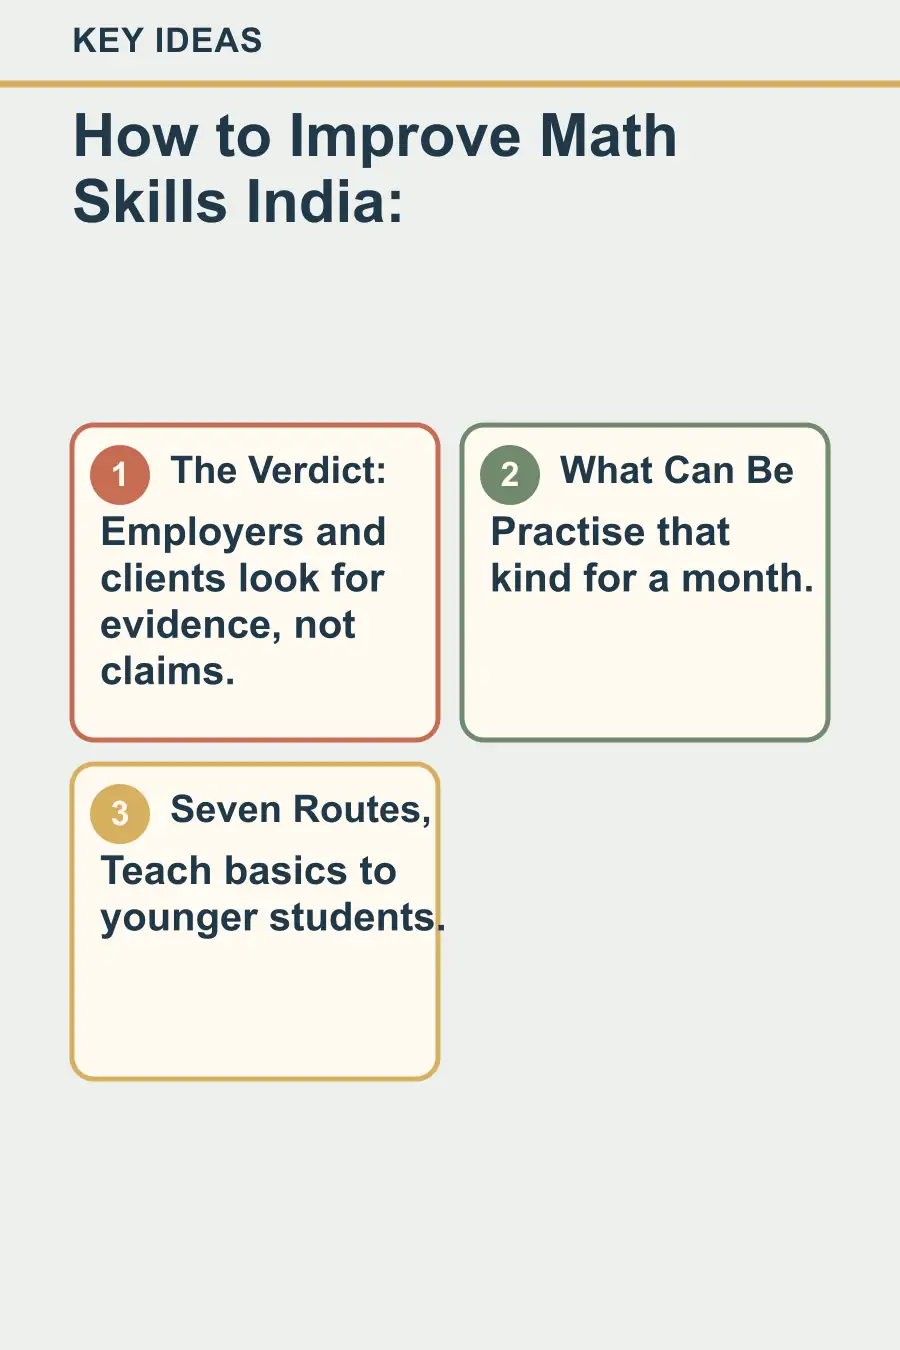 KEY IDEAS
How to Improve Math
Skills India:
1 The Verdict:
Employers and
clients look for
evidence, not
claims.
2 What Can Be
Practise that
kind for a month.
3 Seven Routes,
Teach basics to
younger students.